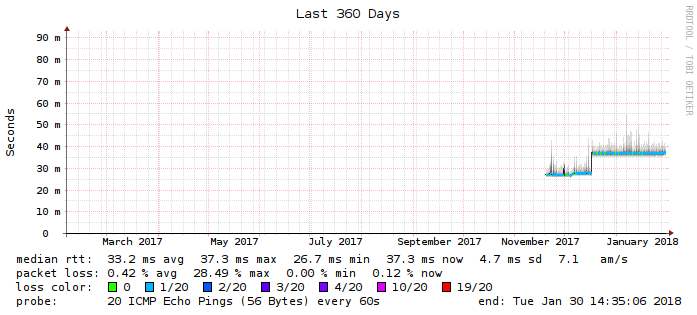 Last 360 Days
RRDTOOL / TOBI OETIKER
Seconds
90 m
80 m
70 m
60 m
50 m
40 m
30 m
20 m
10 m
0
March 2017 May 2017 July 2017 September 2017 November 2017 January 2018
median rtt: 33.2 ms avg 37.3 ms max 26.7 ms min 37.3 ms now 4.7 ms sd 7.1 am/s
packet loss: 0.42 % avg 28.49 % max 0.00 % min 0.12 % now
loss color: 0 1/20 2/20 3/20 4/20 10/20 19/20
probe: 20 ICMP Echo Pings (56 Bytes) every 60s end: Tue Jan 30 14:35:06 2018